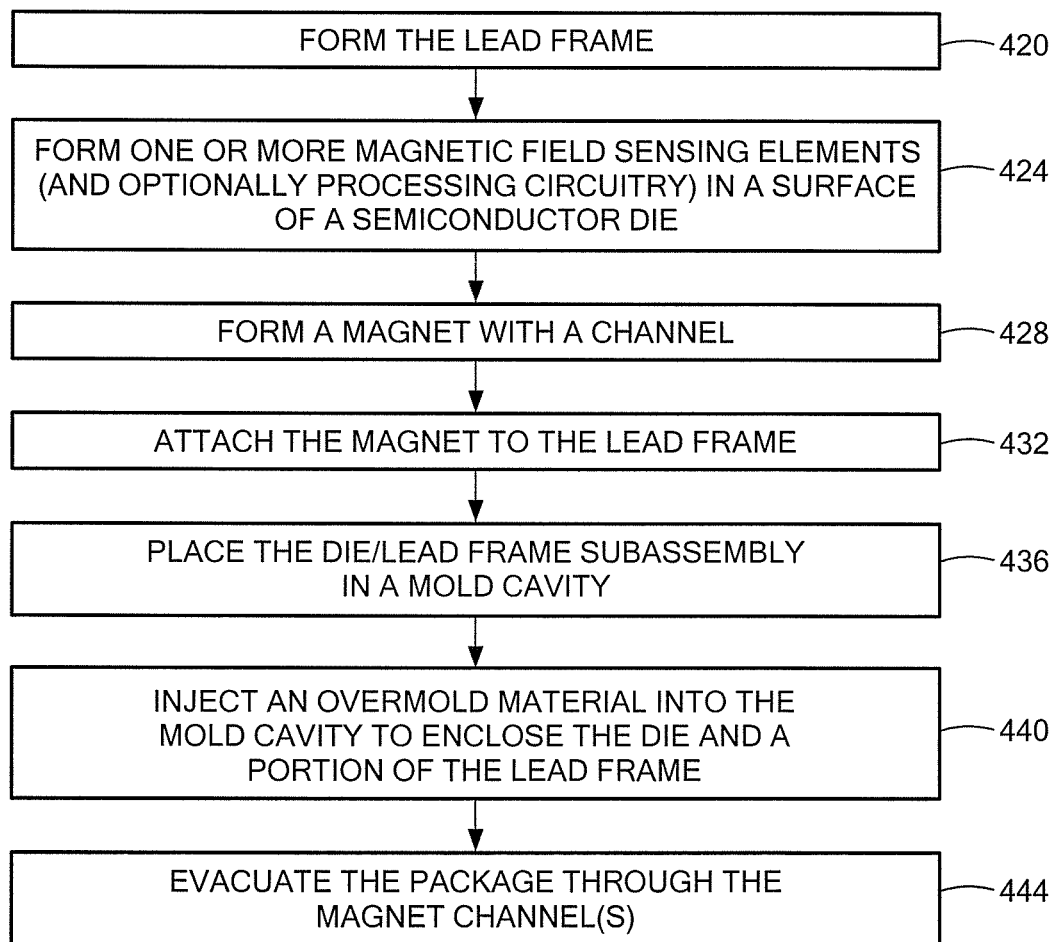 FORM THE LEAD FRAME
420
FORM ONE OR MORE MAGNETIC FIELD SENSING ELEMENTS
(AND OPTIONALLY PROCESSING CIRCUITRY) IN A SURFACE
OF A SEMICONDUCTOR DIE
424
FORM A MAGNET WITH A CHANNEL
428
ATTACH THE MAGNET TO THE LEAD FRAME
432
PLACE THE DIE/LEAD FRAME SUBASSEMBLY
IN A MOLD CAVITY
436
INJECT AN OVERMOLD MATERIAL INTO THE
MOLD CAVITY TO ENCLOSE THE DIE AND A
PORTION OF THE LEAD FRAME
440
EVACUATE THE PACKAGE THROUGH THE
MAGNET CHANNEL(S)
444